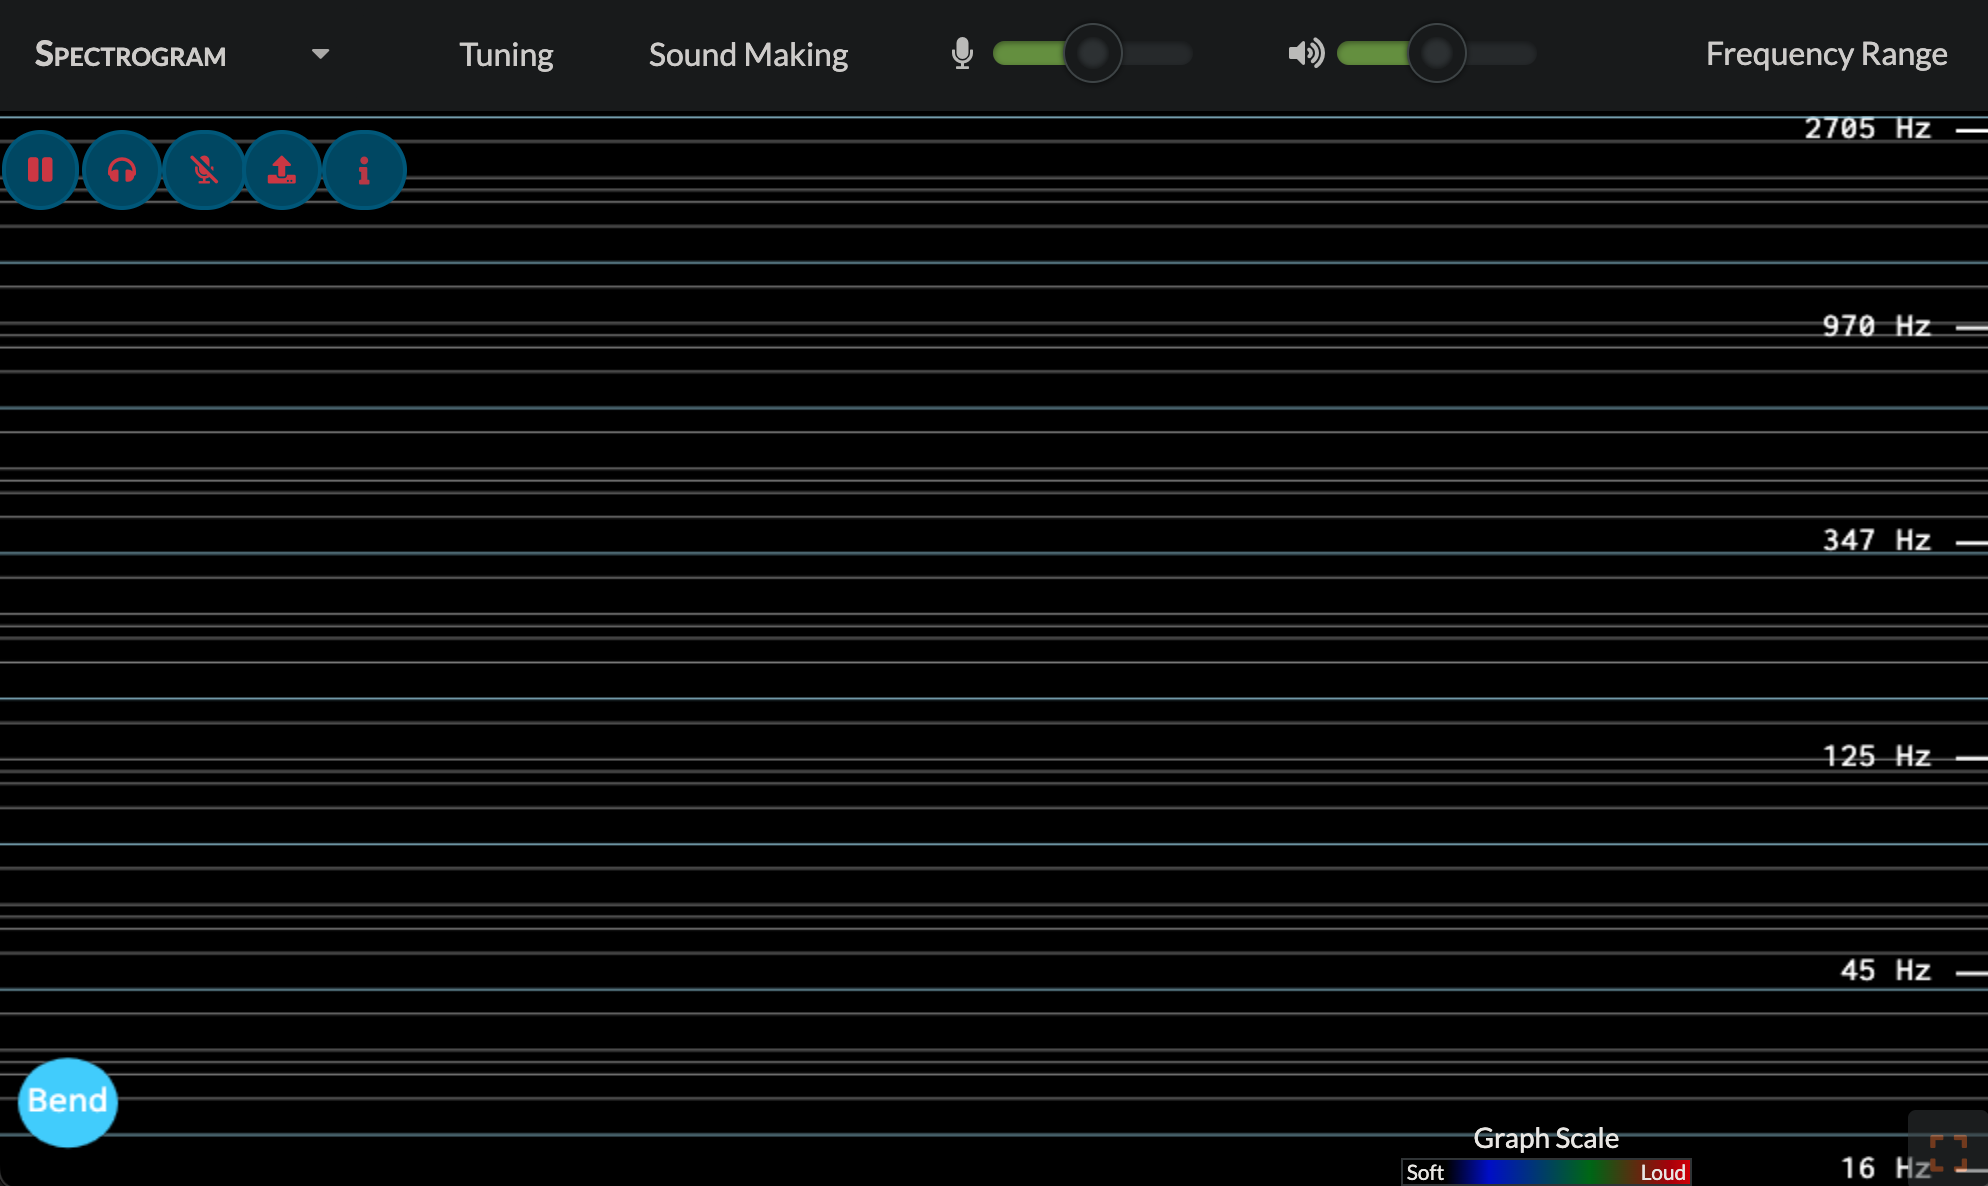 SPECTROGRAM
Tuning
Sound Making
Frequency Range
2705 Hz
970 Hz
347 Hz
125 Hz
45 Hz
Bend
Graph Scale
Soft
Loud
16 Hz